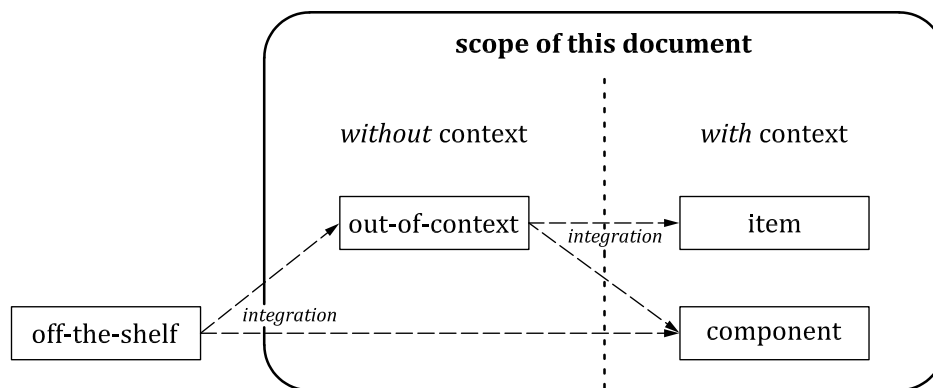 scope of this document
without context
with context
out-of-context
integration
item
integration
off-the-shelf
component